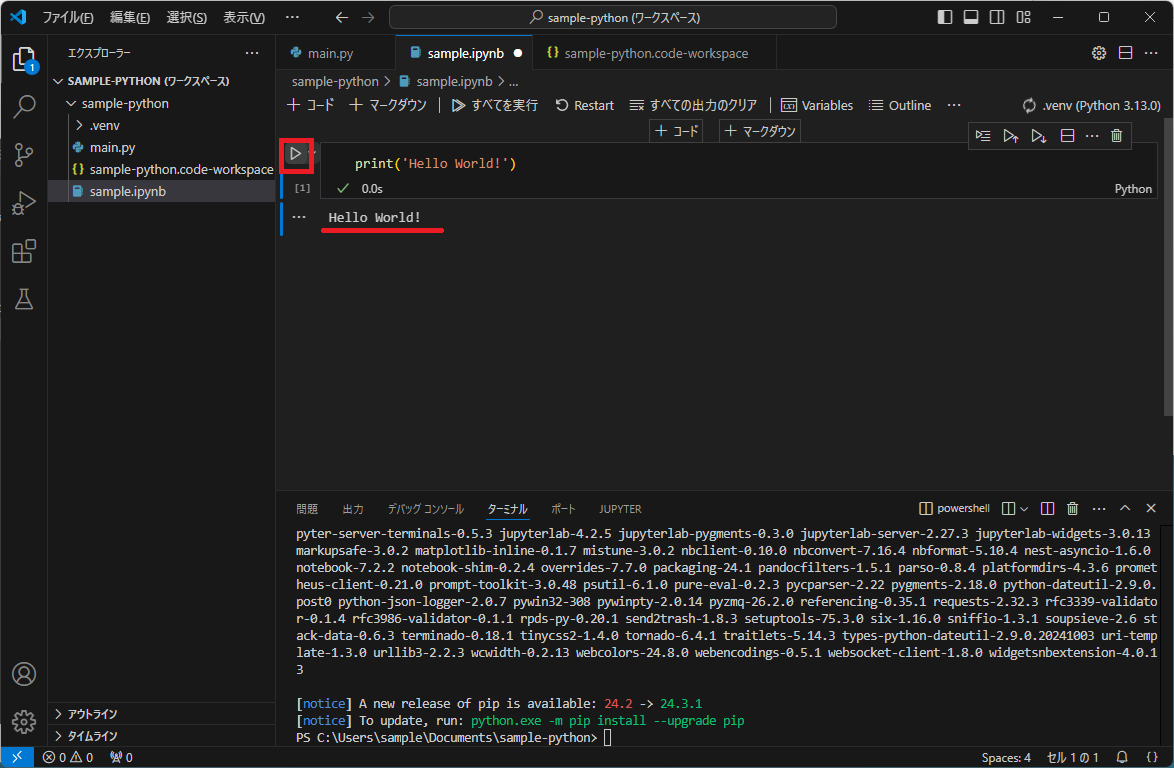 ファイル(F) 編集(E) 選択(S) 表示(V) ··· sample-python (ワークスペース)
エクスプローラー ···
1
SAMPLE-PYTHON (ワークスペース)
sample-python
.venv
main.py
sample-python.code-workspace
sample.ipynb
アウトライン
タイムライン
main.py sample.ipynb sample-python.code-workspace
sample-python > sample.ipynb > ...
コード マークダウン すべてを実行 Restart すべての出力のクリア Variables Outline ··· .venv (Python 3.13.0)
コード マークダウン
print('Hello World!')
[1] 0.0s Python
Hello World!
問題 出力 デバッグ コンソール ターミナル ポート JUPYTER powershell
pyter-server-terminals-0.5.3 jupyterlab-4.2.5 jupyterlab-pygments-0.3.0 jupyterlab-server-2.27.3 jupyterlab-widgets-3.0.13
markupsafe-3.0.2 matplotlib-inline-0.1.7 mistune-3.0.2 nbclient-0.10.0 nbconvert-7.16.4 nbformat-5.10.4 nest-asyncio-1.6.0
notebook-7.2.2 notebook-shim-0.2.4 overrides-7.7.0 packaging-24.1 pandocfilters-1.5.1 parso-0.8.4 platformdirs-4.3.6 promet
heus-client-0.21.0 prompt-toolkit-3.0.48 psutil-6.1.0 pure-eval-0.2.3 pycparser-2.22 pygments-2.18.0 python-dateutil-2.9.0.
post0 python-json-logger-2.0.7 pywin32-308 pywinpty-2.0.14 pyzmq-26.2.0 referencing-0.35.1 requests-2.32.3 rfc3339-validato
r-0.1.4 rfc3986-validator-0.1.1 rpds-py-0.20.1 send2trash-1.8.3 setuptools-75.3.0 six-1.16.0 sniffio-1.3.1 soupsieve-2.6 st
ack-data-0.6.3 terminado-0.18.1 tinycss2-1.4.0 tornado-6.4.1 traitlets-5.14.3 types-python-dateutil-2.9.0.20241003 uri-temp
late-1.3.0 urllib3-2.2.3 wcwidth-0.2.13 webcolors-24.8.0 webencodings-0.5.1 websocket-client-1.8.0 widgetsnbextension-4.0.1
3
[notice] A new release of pip is available: 24.2 -> 24.3.1
[notice] To update, run: python.exe -m pip install --upgrade pip
PS C:\Users\sample\Documents\sample-python>
0 0 0 Spaces: 4 セル 1 の 1